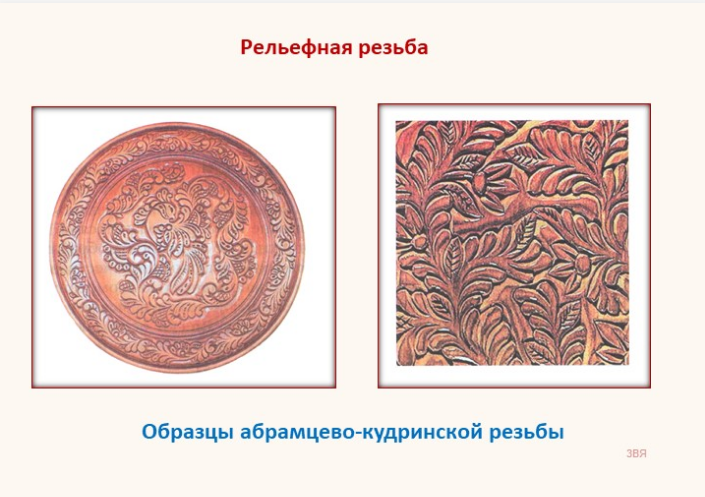 Рельефная резьба
Образцы абрамцево-кудринской резьбы
ЗВЯ